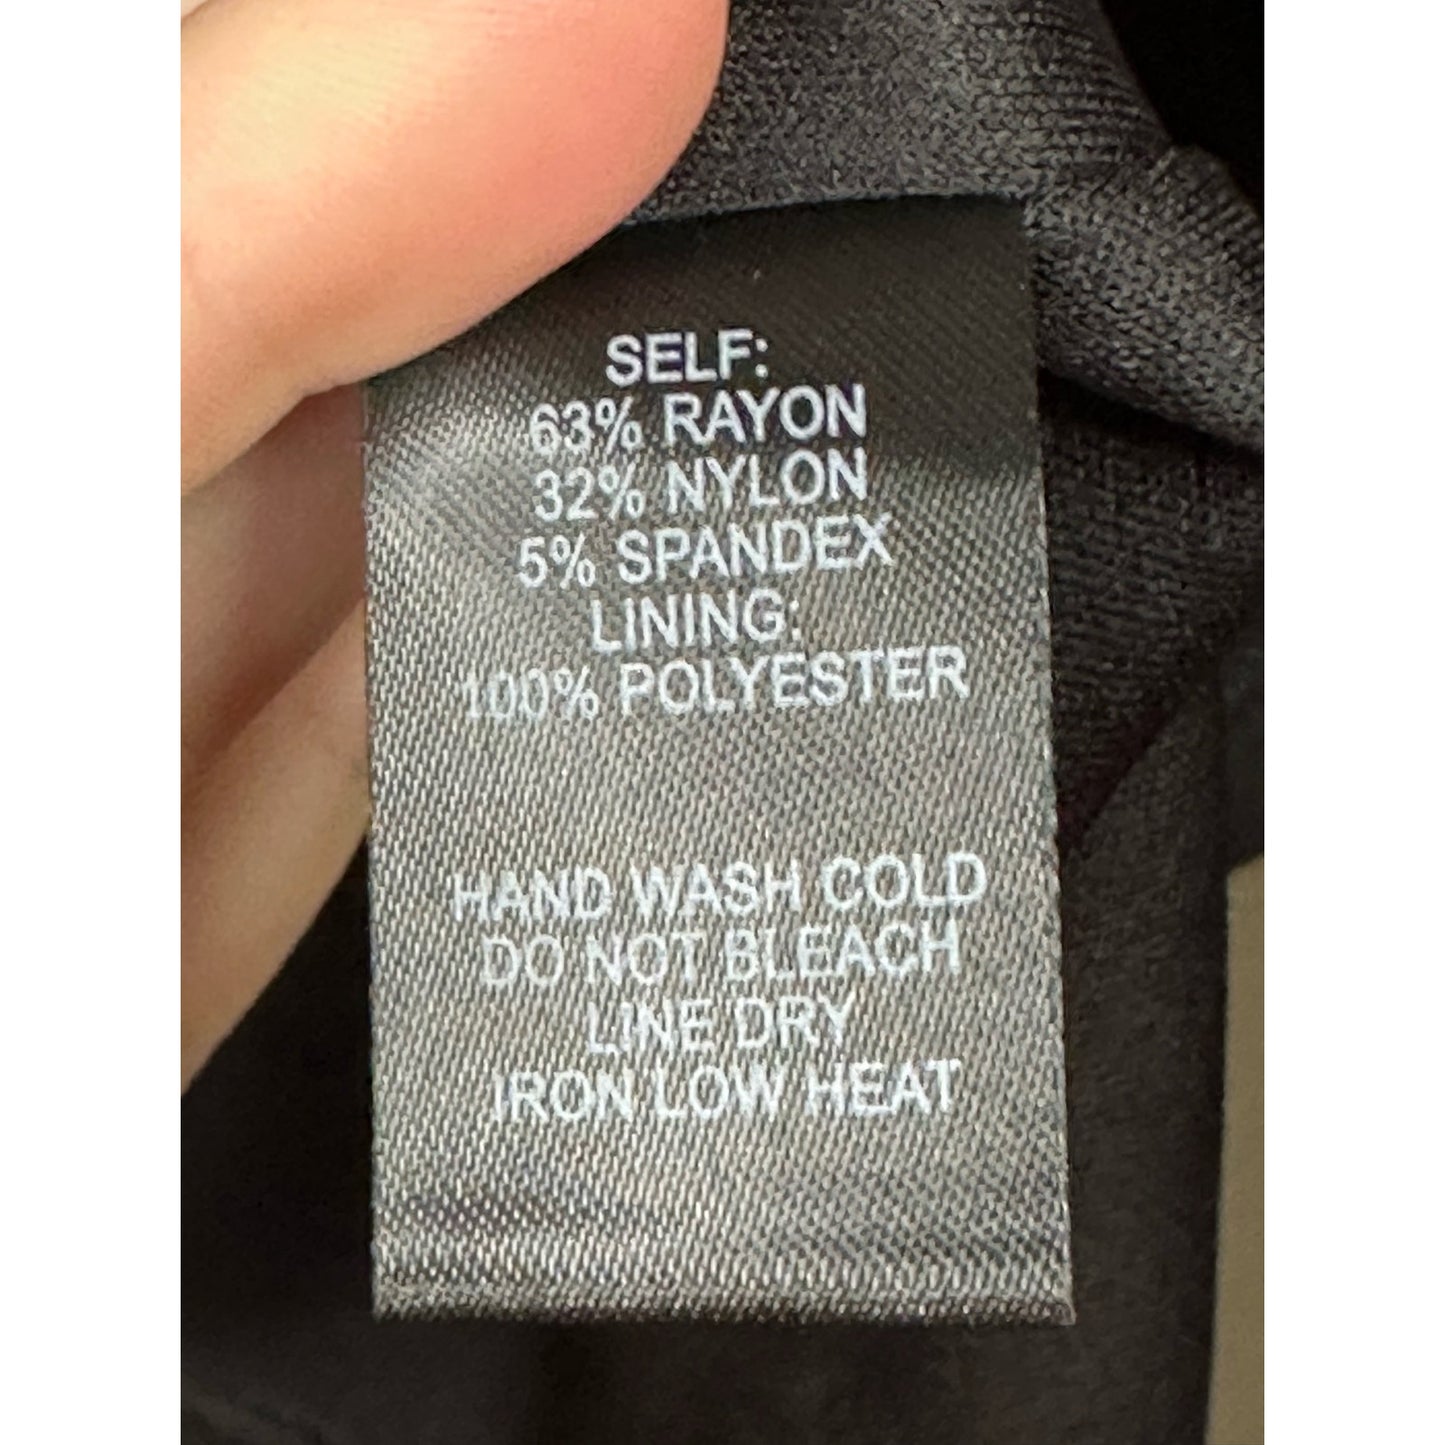 SELF:
63% RAYON
32% NYLON
5% SPANDEX
LINING:
100% POLYESTER
HAND WASH COLD
DO NOT BLEACH
LINE DRY
IRON LOW HEAT